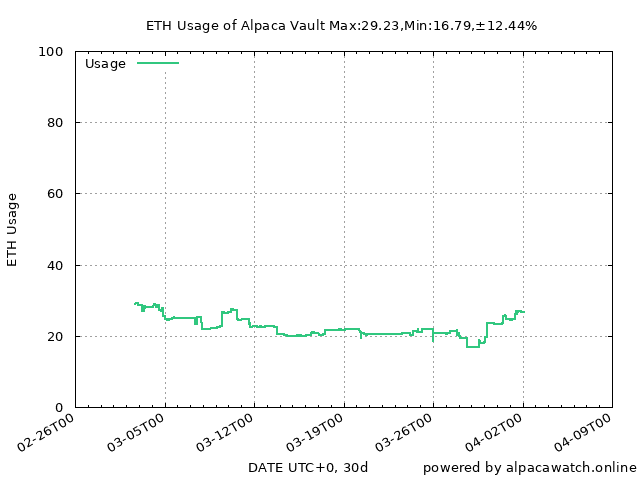 ETH Usage of Alpaca Vault Max:29.23,Min:16.79,±12.44%
Usage
100
80
60
40
20
0
ETH Usage
02-26T00
03-05T00
03-12T00
03-19T00
03-26T00
04-02T00
04-09T00
DATE UTC+0, 30d
powered by alpacawatch.online